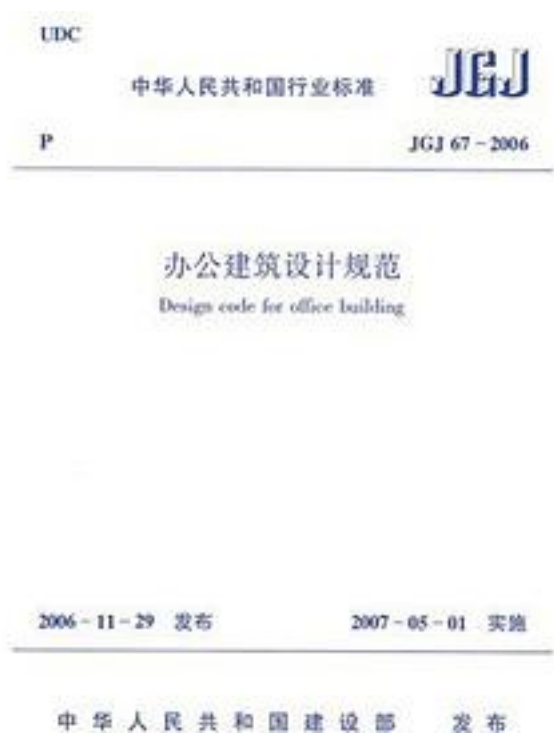 UDC
中华人民共和国行业标准
JGJ
P
JGJ 67－2006
办公建筑设计规范
Design code for office building
2006－11－29 发布
2007－05－01 实施
中华人民共和国建设部 发布